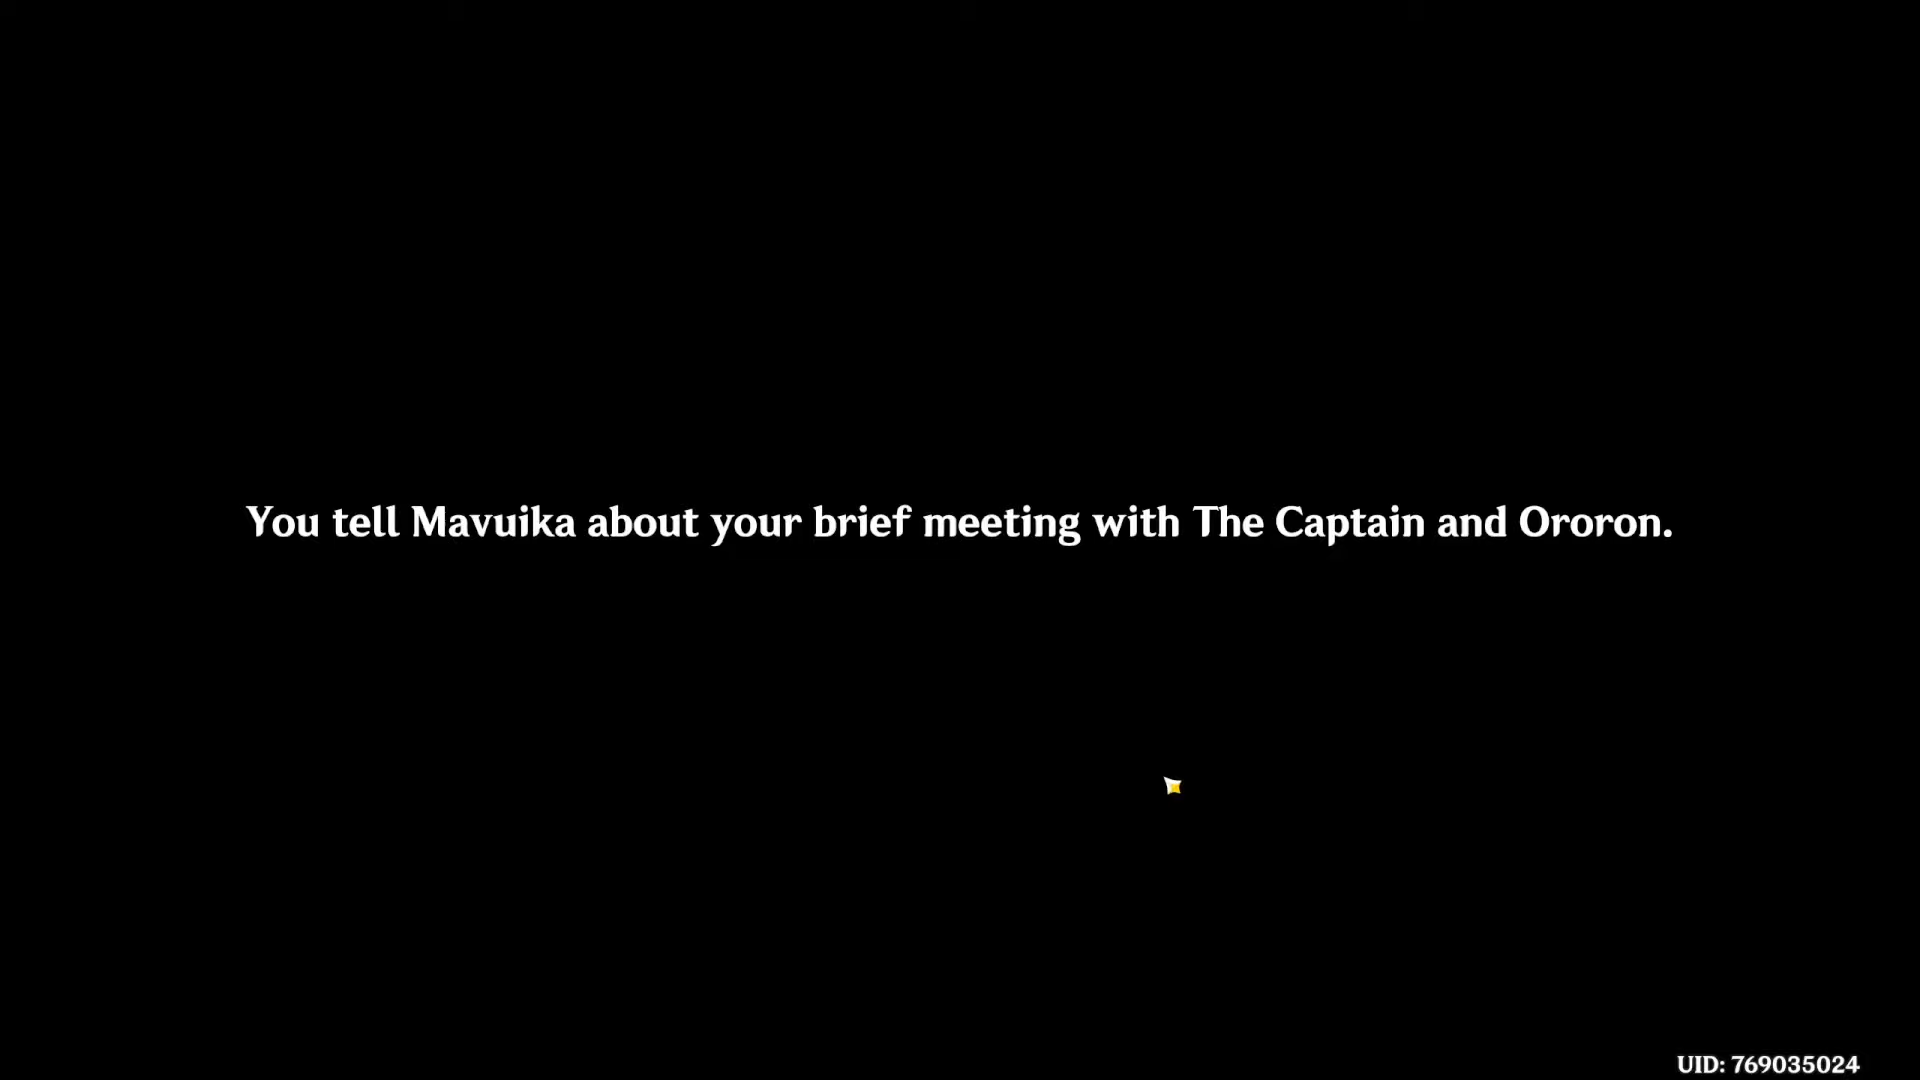 You tell Mavuika about your brief meeting with The Captain and Ororon.
UID: 769035024